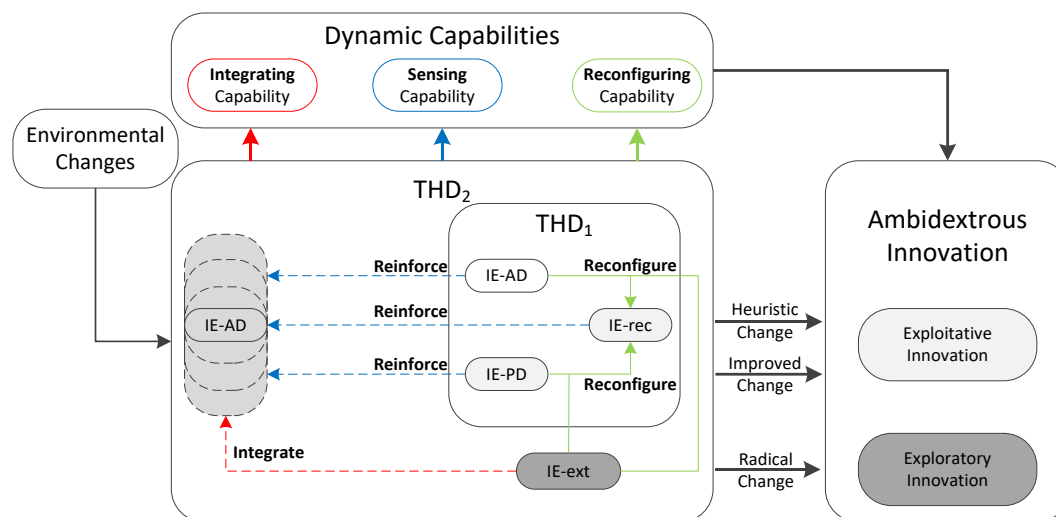 Dynamic Capabilities
Integrating
Capability
Sensing
Capability
Reconfiguring
Capability
Environmental
Changes
THD₂
THD₁
Ambidextrous
Innovation
Reinforce
IE-AD
Reconfigure
IE-AD
Reinforce
IE-rec
Heuristic
Change
Exploitative
Innovation
Reinforce
IE-PD
Reconfigure
Improved
Change
Integrate
IE-ext
Radical
Change
Exploratory
Innovation